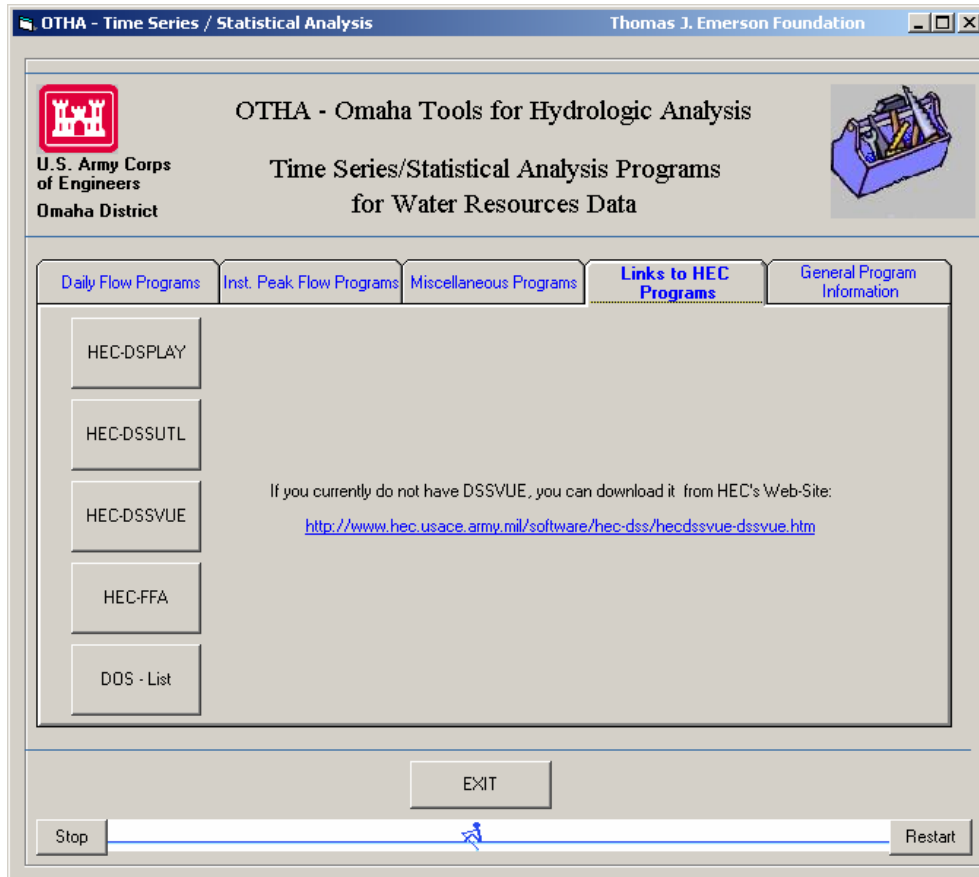 OTHA - Time Series / Statistical Analysis Thomas J. Emerson Foundation
OTHA - Omaha Tools for Hydrologic Analysis
Time Series/Statistical Analysis Programs
for Water Resources Data
U.S. Army Corps
of Engineers
Omaha District
Daily Flow Programs
Inst. Peak Flow Programs
Miscellaneous Programs
Links to HEC
Programs
General Program
Information
HEC-DSPLAY
HEC-DSSUTL
HEC-DSSVUE
HEC-FFA
DOS - List
If you currently do not have DSSVUE, you can download it from HEC's Web-Site:
http://www.hec.usace.army.mil/software/hec-dss/hecdssvue-dssvue.htm
EXIT
Stop
Restart